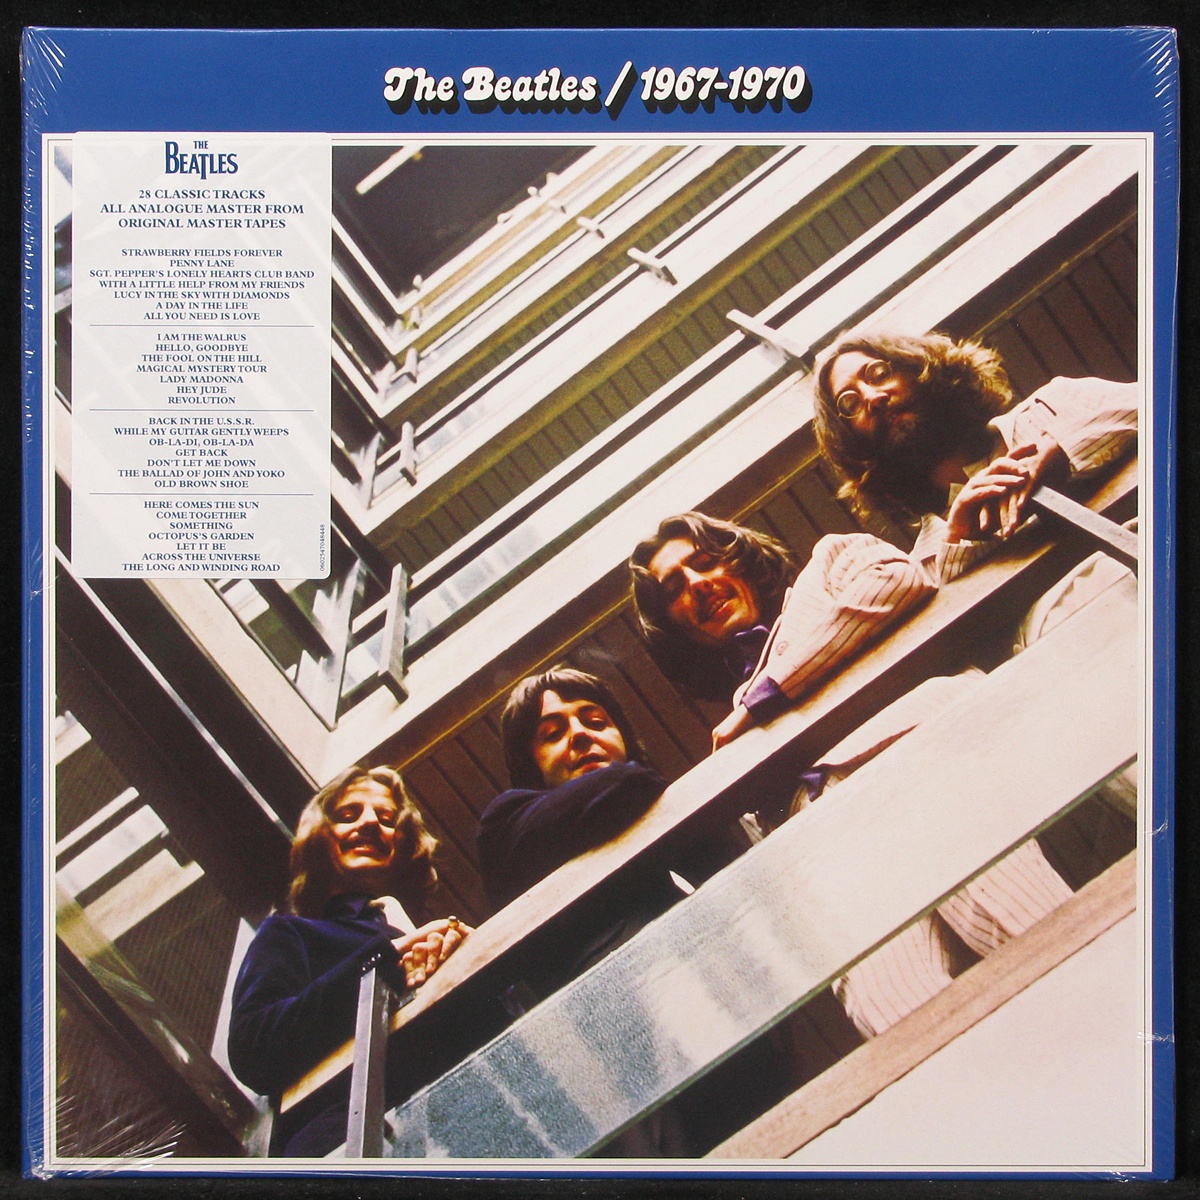 The Beatles / 1967-1970
THE
BEATLES
28 CLASSIC TRACKS
ALL ANALOGUE MASTER FROM
ORIGINAL MASTER TAPES
STRAWBERRY FIELDS FOREVER
PENNY LANE
SGT. PEPPER'S LONELY HEARTS CLUB BAND
WITH A LITTLE HELP FROM MY FRIENDS
LUCY IN THE SKY WITH DIAMONDS
A DAY IN THE LIFE
ALL YOU NEED IS LOVE
I AM THE WALRUS
HELLO, GOODBYE
THE FOOL ON THE HILL
MAGICAL MYSTERY TOUR
LADY MADONNA
HEY JUDE
REVOLUTION
BACK IN THE U.S.S.R.
WHILE MY GUITAR GENTLY WEEPS
OB-LA-DI, OB-LA-DA
GET BACK
DON'T LET ME DOWN
THE BALLAD OF JOHN AND YOKO
OLD BROWN SHOE
HERE COMES THE SUN
COME TOGETHER
SOMETHING
OCTOPUS'S GARDEN
LET IT BE
ACROSS THE UNIVERSE
THE LONG AND WINDING ROAD
0602547048448